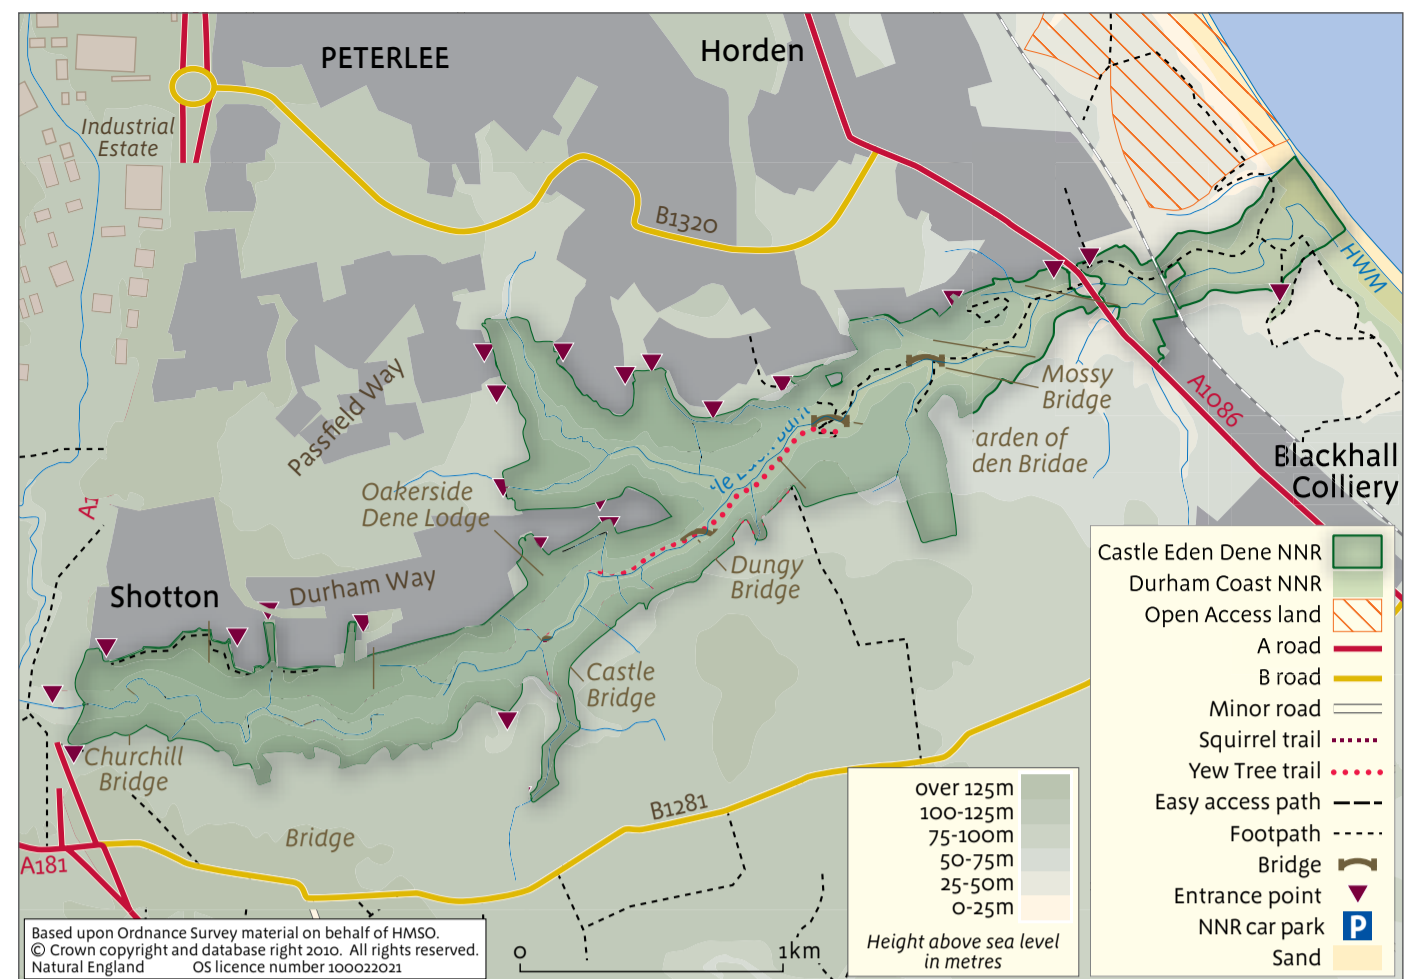 PETERLEE
Horden
Industrial
Estate
B1320
HWM
Passfield Way
Mossy
Bridge
A1086
arden of
den Bridge
Blackhall
Colliery
Oakerside
Dene Lodge
A1
Dungy
Bridge
Durham Way
Shotton
Castle
Bridge
Churchill
Bridge
B1281
Bridge
A181
Castle Eden Dene NNR
Durham Coast NNR
Open Access land
A road
B road
Minor road
Squirrel trail
Yew Tree trail
Easy access path
Footpath
Bridge
Entrance point
NNR car park P
Sand
over 125m
100-125m
75-100m
50-75m
25-50m
0-25m
Height above sea level
in metres
0 1km
Based upon Ordnance Survey material on behalf of HMSO.
© Crown copyright and database right 2010. All rights reserved.
Natural England OS licence number 100022021